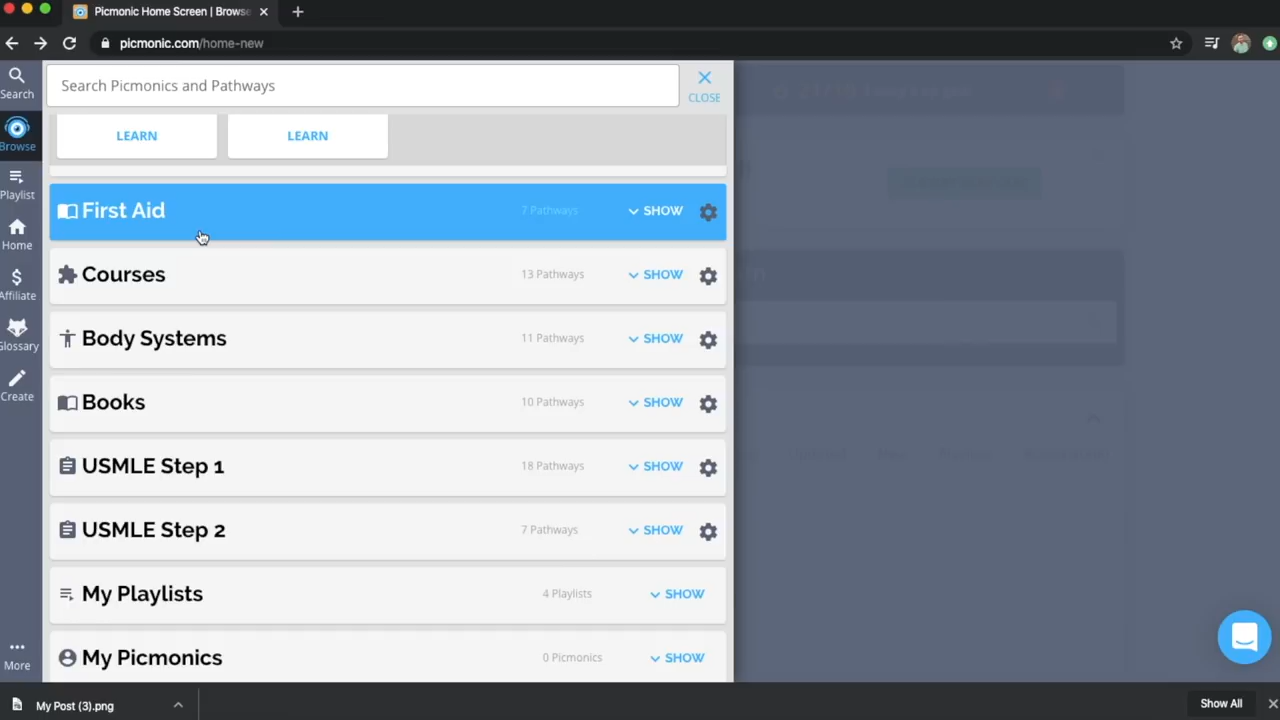 Picmonic Home Screen | Browse
picmonic.com/home-new
Search
Browse
Playlist
Home
Affiliate
Glossary
Create
More
Search Picmonics and Pathways
CLOSE
LEARN
LEARN
First Aid 7 Pathways SHOW
Courses 13 Pathways SHOW
Body Systems 11 Pathways SHOW
Books 10 Pathways SHOW
USMLE Step 1 18 Pathways SHOW
USMLE Step 2 7 Pathways SHOW
My Playlists 4 Playlists SHOW
My Picmonics 0 Picmonics SHOW
My Post (3).png
Show All